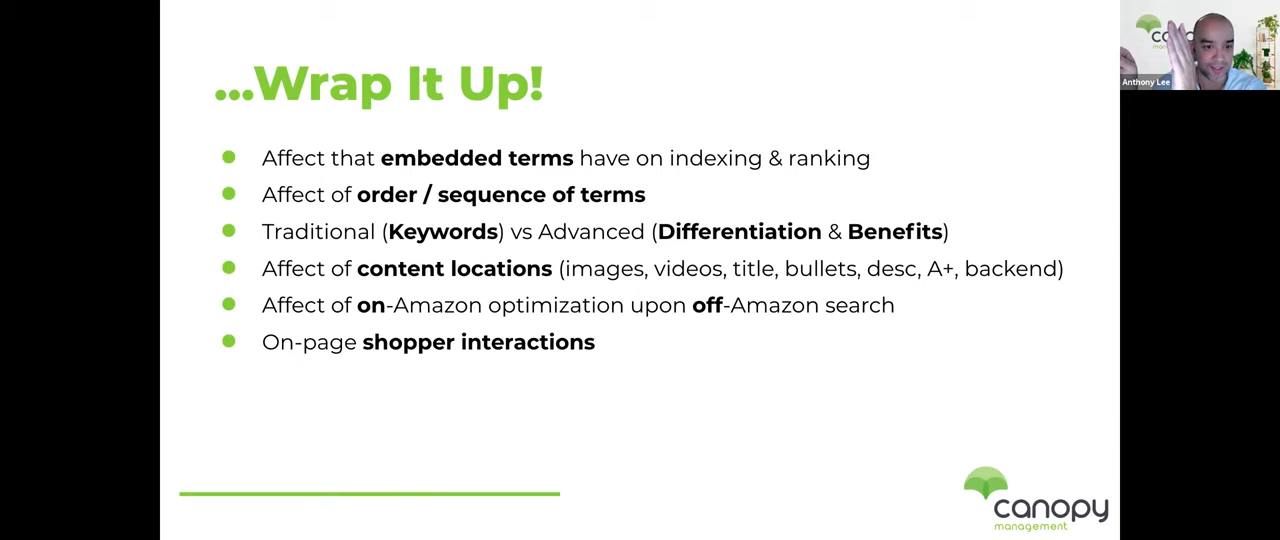 ...Wrap It Up!
Affect that embedded terms have on indexing & ranking
Affect of order / sequence of terms
Traditional (Keywords) vs Advanced (Differentiation & Benefits)
Affect of content locations (images, videos, title, bullets, desc, A+, backend)
Affect of on-Amazon optimization upon off-Amazon search
On-page shopper interactions
canopy
management
Anthony Lee